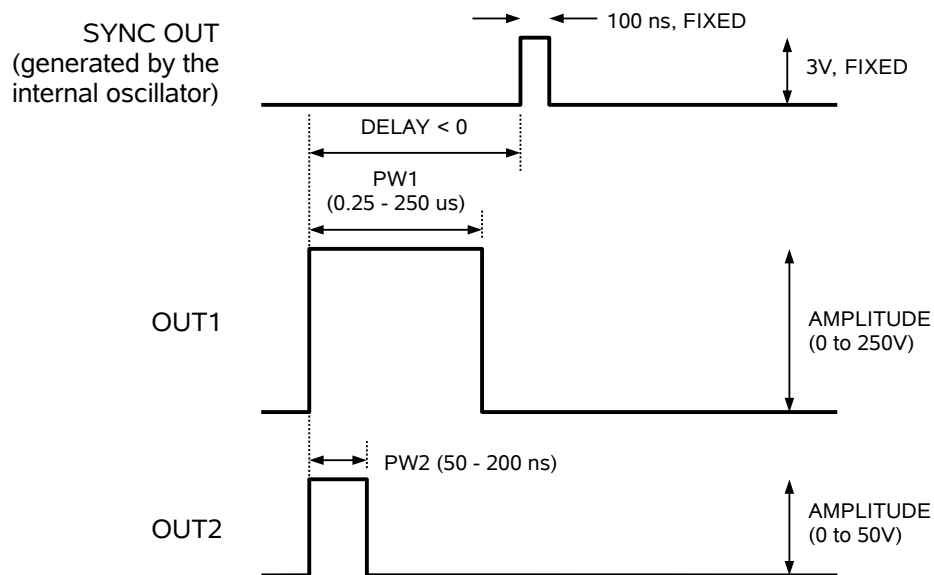 SYNC OUT
(generated by the
internal oscillator)
100 ns, FIXED
3V, FIXED
DELAY < 0
PW1
(0.25 - 250 us)
OUT1
AMPLITUDE
(0 to 250V)
PW2 (50 - 200 ns)
OUT2
AMPLITUDE
(0 to 50V)